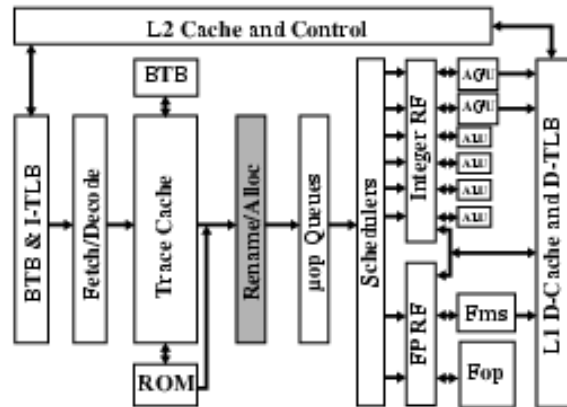 L2 Cache and Control
BTB
BTB & I-TLB
Fetch/Decode
Trace Cache
Rename/Alloc
µop Queues
Schedulers
Integer RF
AGU
AGU
ALU
ALU
ALU
ALU
L1 D-Cache and D-TLB
FP RF
Fms
Fop
ROM